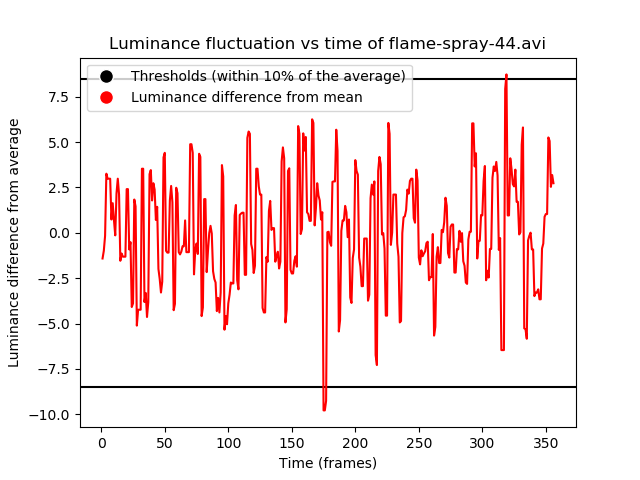 Luminance fluctuation vs time of flame-spray-44.avi
Thresholds (within 10% of the average)
Luminance difference from mean
7.5
5.0
2.5
0.0
−2.5
−5.0
−7.5
−10.0
Luminance difference from average
0 50 100 150 200 250 300 350
Time (frames)